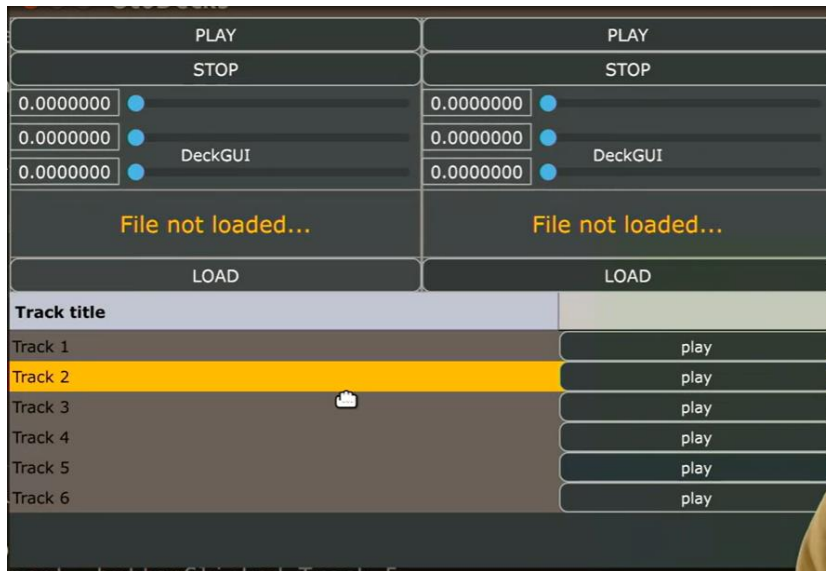 PLAY PLAY
STOP STOP
0.0000000 0.0000000
0.0000000 0.0000000
DeckGUI DeckGUI
0.0000000 0.0000000
File not loaded... File not loaded...
LOAD LOAD
Track title
Track 1 play
Track 2 play
Track 3 play
Track 4 play
Track 5 play
Track 6 play